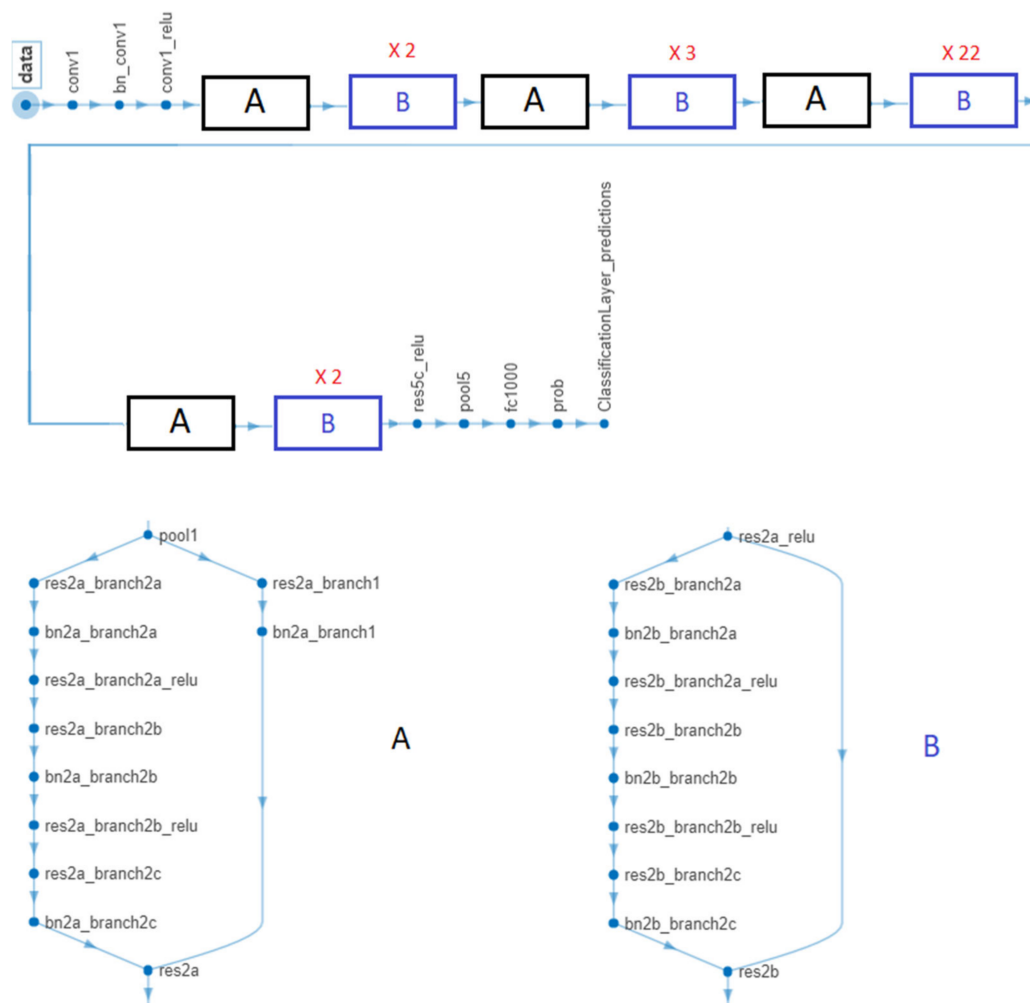 data
conv1
bn_conv1
conv1_relu
A
X 2
B
A
X 3
B
A
X 22
B
A
X 2
B
res5c_relu
pool5
fc1000
prob
ClassificationLayer_predictions
pool1
res2a_branch2a
res2a_branch1
bn2a_branch2a
bn2a_branch1
res2a_branch2a_relu
res2a_branch2b
bn2a_branch2b
res2a_branch2b_relu
res2a_branch2c
bn2a_branch2c
res2a
A
res2a_relu
res2b_branch2a
bn2b_branch2a
res2b_branch2a_relu
res2b_branch2b
bn2b_branch2b
res2b_branch2b_relu
res2b_branch2c
bn2b_branch2c
res2b
B